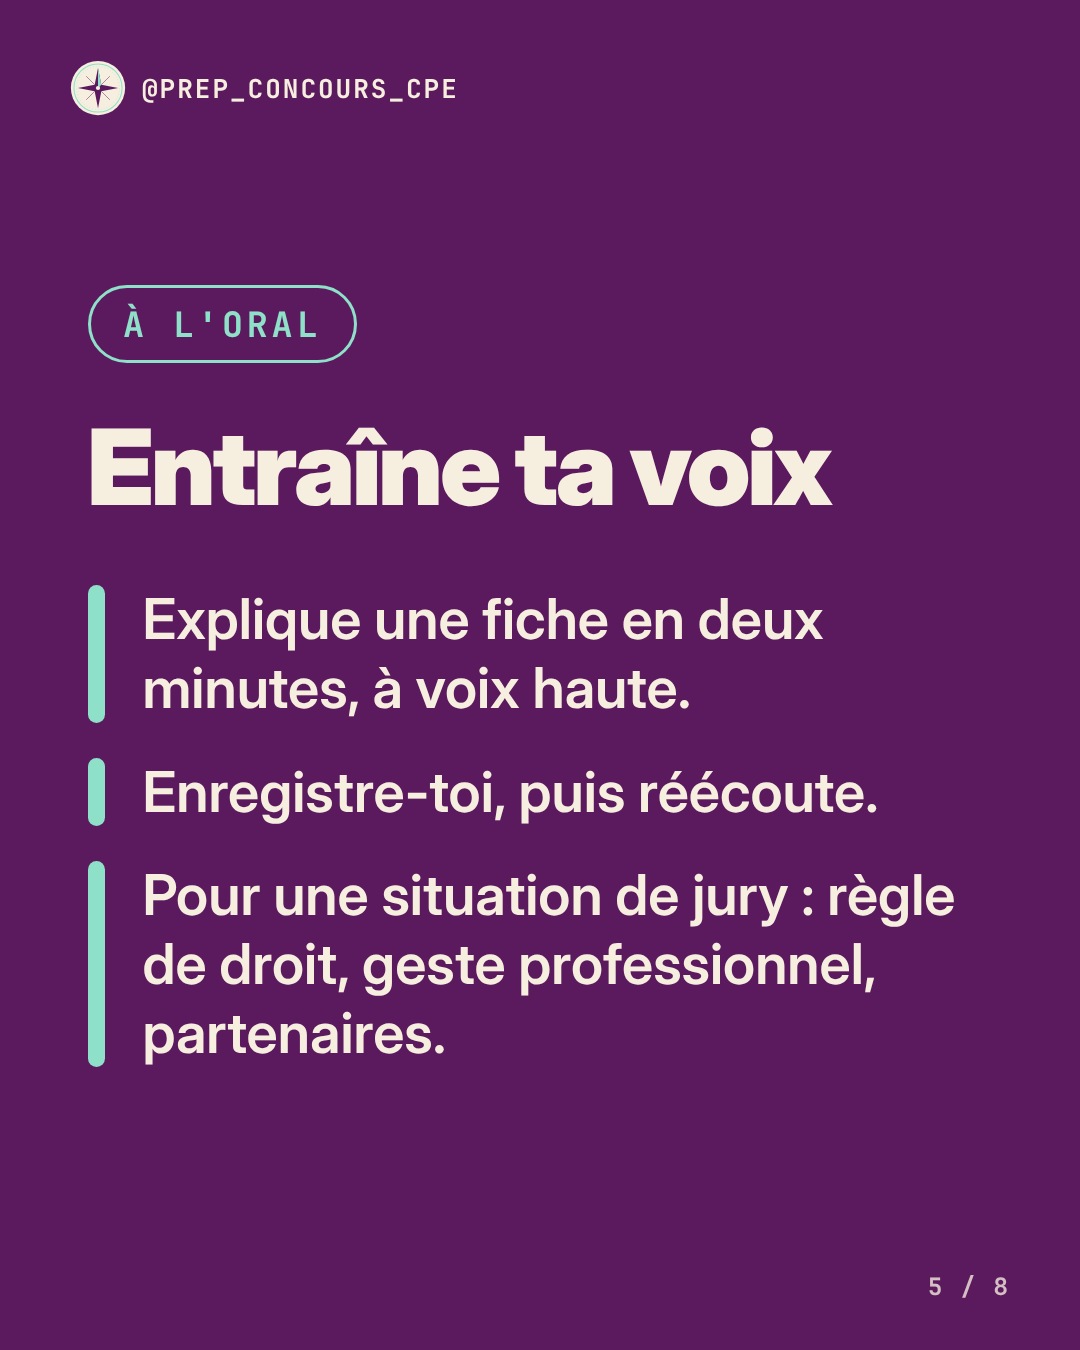 @PREP_CONCOURS_CPE
À L'ORAL
Entraîne ta voix
Explique une fiche en deux
minutes, à voix haute.
Enregistre-toi, puis réécoute.
Pour une situation de jury : règle
de droit, geste professionnel,
partenaires.
5 / 8